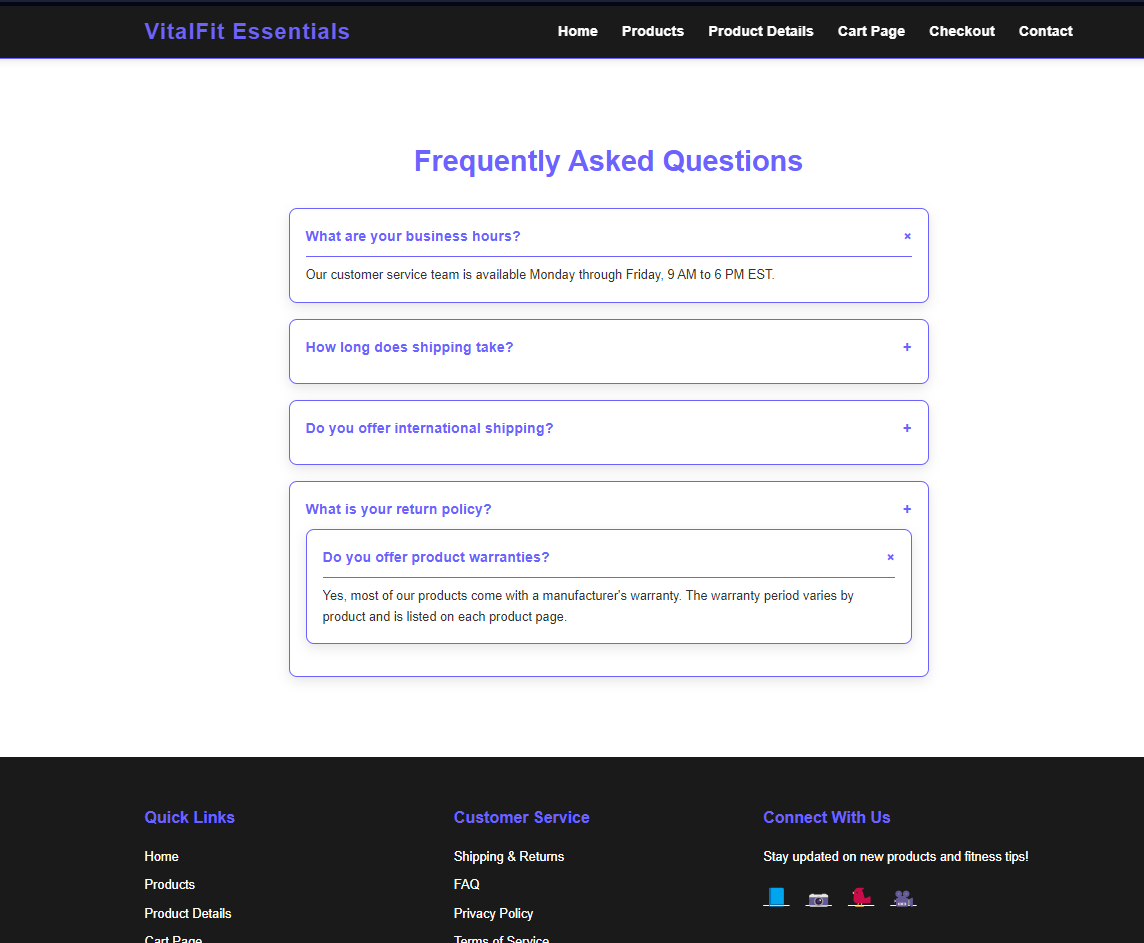 VitalFit Essentials
Home Products Product Details Cart Page Checkout Contact
Frequently Asked Questions
What are your business hours? ×
Our customer service team is available Monday through Friday, 9 AM to 6 PM EST.
How long does shipping take? +
Do you offer international shipping? +
What is your return policy? +
Do you offer product warranties? ×
Yes, most of our products come with a manufacturer's warranty. The warranty period varies by
product and is listed on each product page.
Quick Links
Home
Products
Product Details
Cart Page
Customer Service
Shipping & Returns
FAQ
Privacy Policy
Terms of Service
Connect With Us
Stay updated on new products and fitness tips!